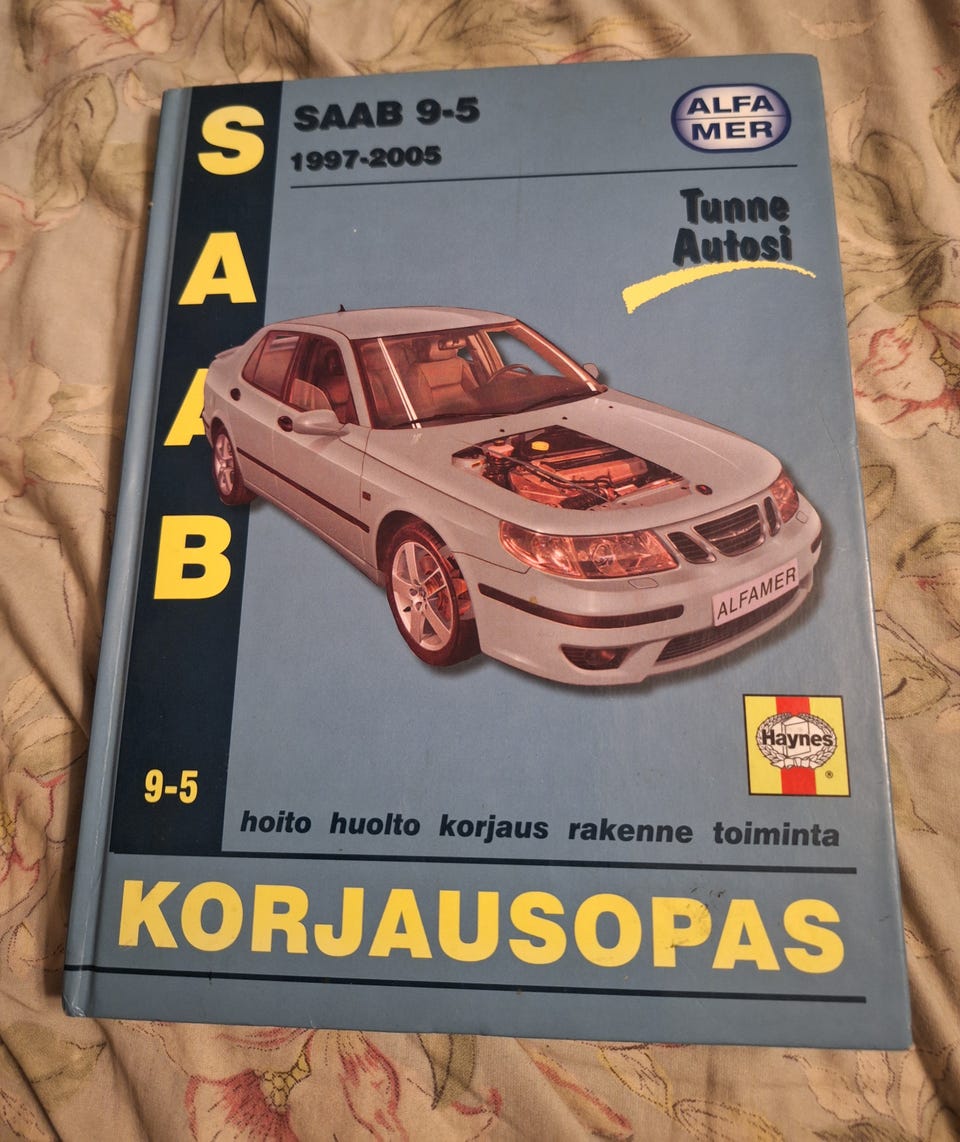 S
A
A
B
9-5
SAAB 9-5
1997-2005
ALFA
MER
Tunne
Autosi
ALFAMER
Haynes
®
hoito huolto korjaus rakenne toiminta
KORJAUSOPAS